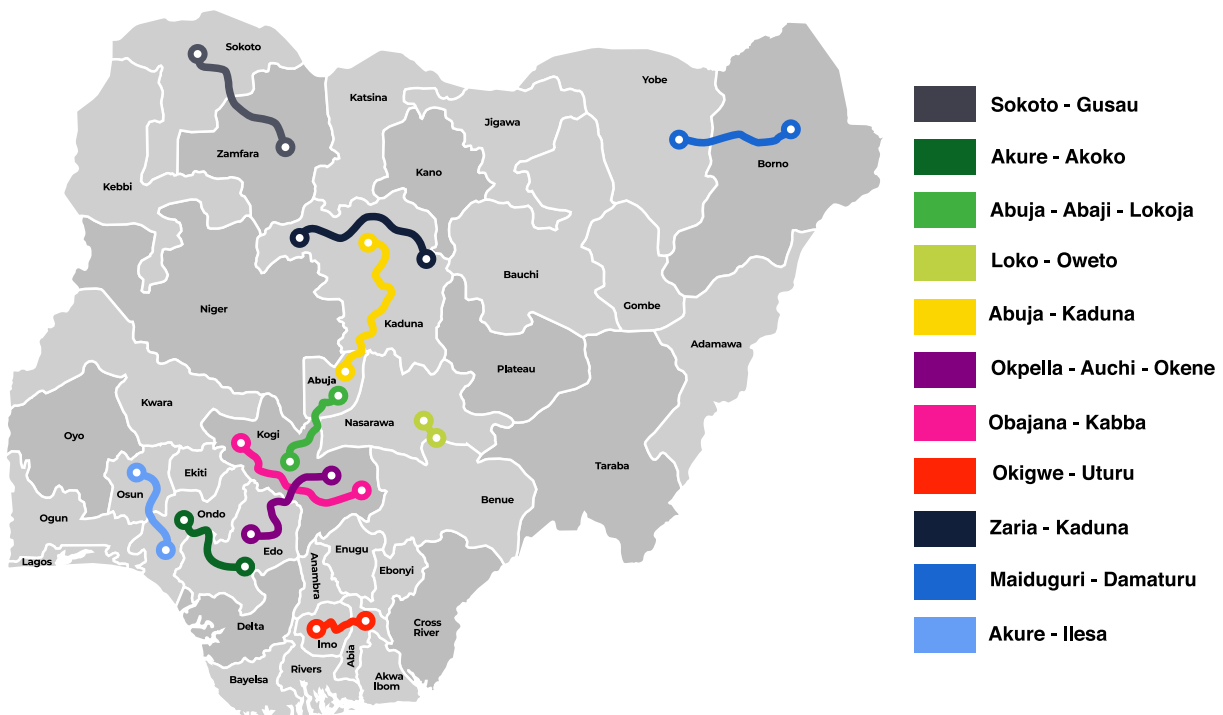 Sokoto
Yobe
Katsina
Jigawa
Zamfara
Borno
Kano
Kebbi
Bauchi
Niger
Gombe
Kaduna
Adamawa
Plateau
Abuja
Kwara
Nasarawa
Kogi
Oyo
Taraba
Ekiti
Osun
Benue
Ondo
Ogun
Edo
Enugu
Lagos
Ebonyi
Anambra
Delta
Cross
River
Imo
Abia
Rivers
Akwa
Ibom
Bayelsa
Sokoto - Gusau
Akure - Akoko
Abuja - Abaji - Lokoja
Loko - Oweto
Abuja - Kaduna
Okpella - Auchi - Okene
Obajana - Kabba
Okigwe - Uturu
Zaria - Kaduna
Maiduguri - Damaturu
Akure - Ilesa